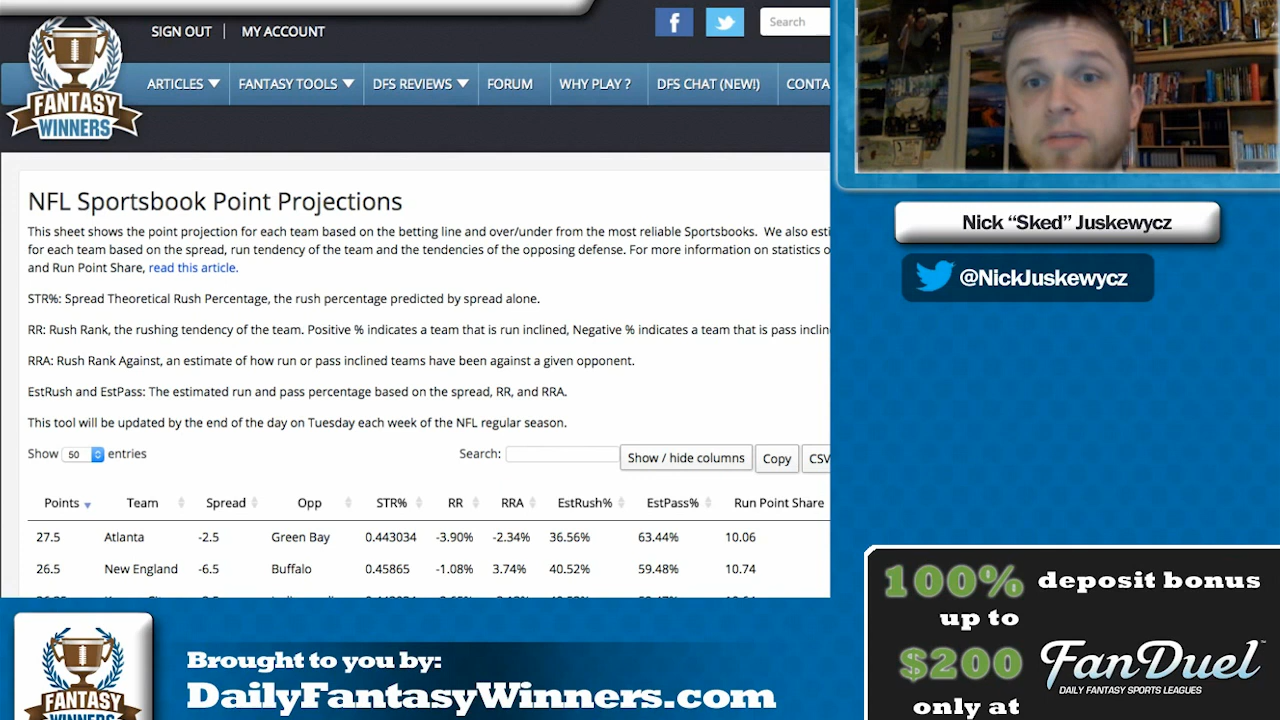 SIGN OUT | MY ACCOUNT
Search
FANTASY
WINNERS
ARTICLES
FANTASY TOOLS
DFS REVIEWS
FORUM
WHY PLAY ?
DFS CHAT (NEW!)
CONTA
NFL Sportsbook Point Projections
This sheet shows the point projection for each team based on the betting line and over/under from the most reliable Sportsbooks. We also esti
for each team based on the spread, run tendency of the team and the tendencies of the opposing defense. For more information on statistics o
and Run Point Share, read this article.
STR%: Spread Theoretical Rush Percentage, the rush percentage predicted by spread alone.
RR: Rush Rank, the rushing tendency of the team. Positive % indicates a team that is run inclined, Negative % indicates a team that is pass inclin
RRA: Rush Rank Against, an estimate of how run or pass inclined teams have been against a given opponent.
EstRush and EstPass: The estimated run and pass percentage based on the spread, RR, and RRA.
This tool will be updated by the end of the day on Tuesday each week of the NFL regular season.
Show 50 entries
Search:
Show / hide columns
Copy
CSV
Points Team Spread Opp STR% RR RRA EstRush% EstPass% Run Point Share
27.5 Atlanta -2.5 Green Bay 0.443034 -3.90% -2.34% 36.56% 63.44% 10.06
26.5 New England -6.5 Buffalo 0.45865 -1.08% 3.74% 40.52% 59.48% 10.74
Nick “Sked” Juskewycz
@NickJuskewycz
100% deposit bonus
up to
$200 FanDuel
DAILY FANTASY SPORTS LEAGUES
only at
FANTASY
WINNERS
Brought to you by:
DailyFantasyWinners.com